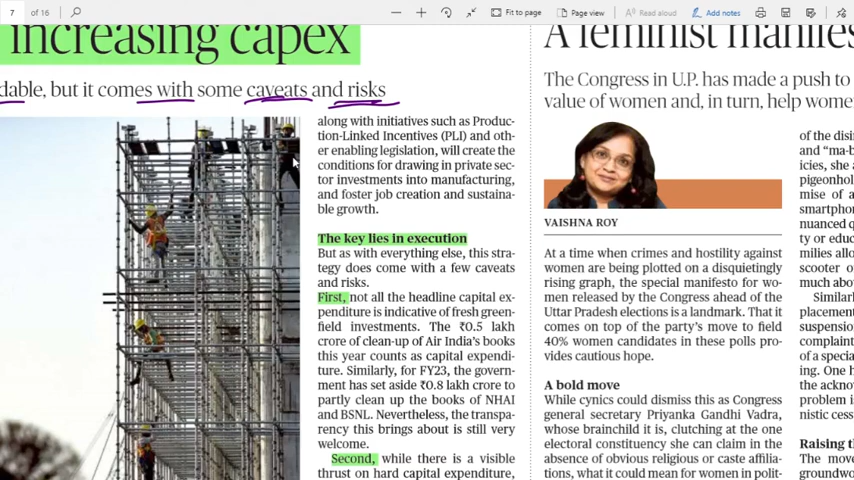 7 of 16
Fit to page
Page view
Read aloud
Add notes
increasing capex
dable, but it comes with some caveats and risks
along with initiatives such as Produc-
tion-Linked Incentives (PLI) and oth-
er enabling legislation, will create the
conditions for drawing in private sec-
tor investments into manufacturing,
and foster job creation and sustaina-
ble growth.
The key lies in execution
But as with everything else, this stra-
tegy does come with a few caveats
and risks.
First, not all the headline capital ex-
penditure is indicative of fresh green-
field investments. The ₹0.5 lakh
crore of clean-up of Air India's books
this year counts as capital expendi-
ture. Similarly, for FY23, the govern-
ment has set aside ₹0.8 lakh crore to
partly clean up the books of NHAI
and BSNL. Nevertheless, the transpa-
rency this brings about is still very
welcome.
Second, while there is a visible
thrust on hard capital expenditure,
A feminist manifes
The Congress in U.P. has made a push to
value of women and, in turn, help wome
VAISHNA ROY
At a time when crimes and hostility against
women are being plotted on a disquietingly
rising graph, the special manifesto for wo-
men released by the Congress ahead of the
Uttar Pradesh elections is a landmark. That it
comes on top of the party's move to field
40% women candidates in these polls pro-
vides cautious hope.
A bold move
While cynics could dismiss this as Congress
general secretary Priyanka Gandhi Vadra,
whose brainchild it is, clutching at the one
electoral constituency she can claim in the
absence of obvious religious or caste affilia-
tions, what it could mean for women in polit-
of the disi
and "ma-b
icies, she a
pigeonhol
mise of a
smartphor
nuanced q
ty or educ
milies allo
scooter o
much abou
Similarl
placement
suspension
complaint
of a specia
ing. One h
the acknov
problem is
nistic cess
Raising th
The move
groundwo